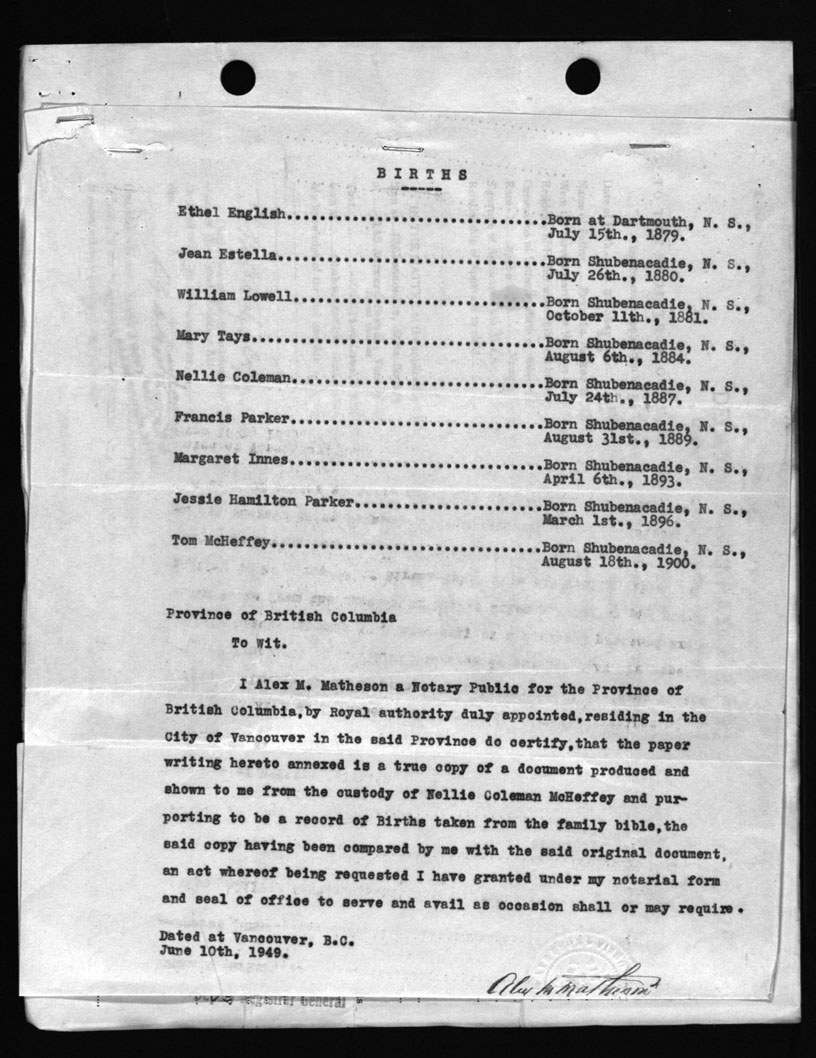 BIRTHS
Ethel English................................Born at Dartmouth, N. S.,
July 15th., 1879.
Jean Estella.................................Born Shubenacadie, N. S.,
July 26th., 1880.
William Lowell...............................Born Shubenacadie, N. S.,
October 11th., 1881.
Mary Tays....................................Born Shubenacadie, N. S.,
August 6th., 1884.
Nellie Coleman...............................Born Shubenacadie, N. S.,
July 24th., 1887.
Francis Parker...............................Born Shubenacadie, N. S.,
August 31st., 1889.
Margaret Innes...............................Born Shubenacadie, N. S.,
April 6th., 1893.
Jessie Hamilton Parker.......................Born Shubenacadie, N. S.,
March 1st., 1896.
Tom McHeffey.................................Born Shubenacadie, N. S.,
August 18th., 1900.
Province of British Columbia
To Wit.
I Alex M. Matheson a Notary Public for the Province of
British Columbia,by Royal authority duly appointed,residing in the
City of Vancouver in the said Province do certify,that the paper
writing hereto annexed is a true copy of a document produced and
shown to me from the custody of Nellie Coleman McHeffey and pur-
porting to be a record of Births taken from the family bible,the
said copy having been compared by me with the said original document,
an act whereof being requested I have granted under my notarial form
and seal of office to serve and avail as occasion shall or may require.
Dated at Vancouver, B.C.
June 10th, 1949.
Alex M Matheson
Registrar General